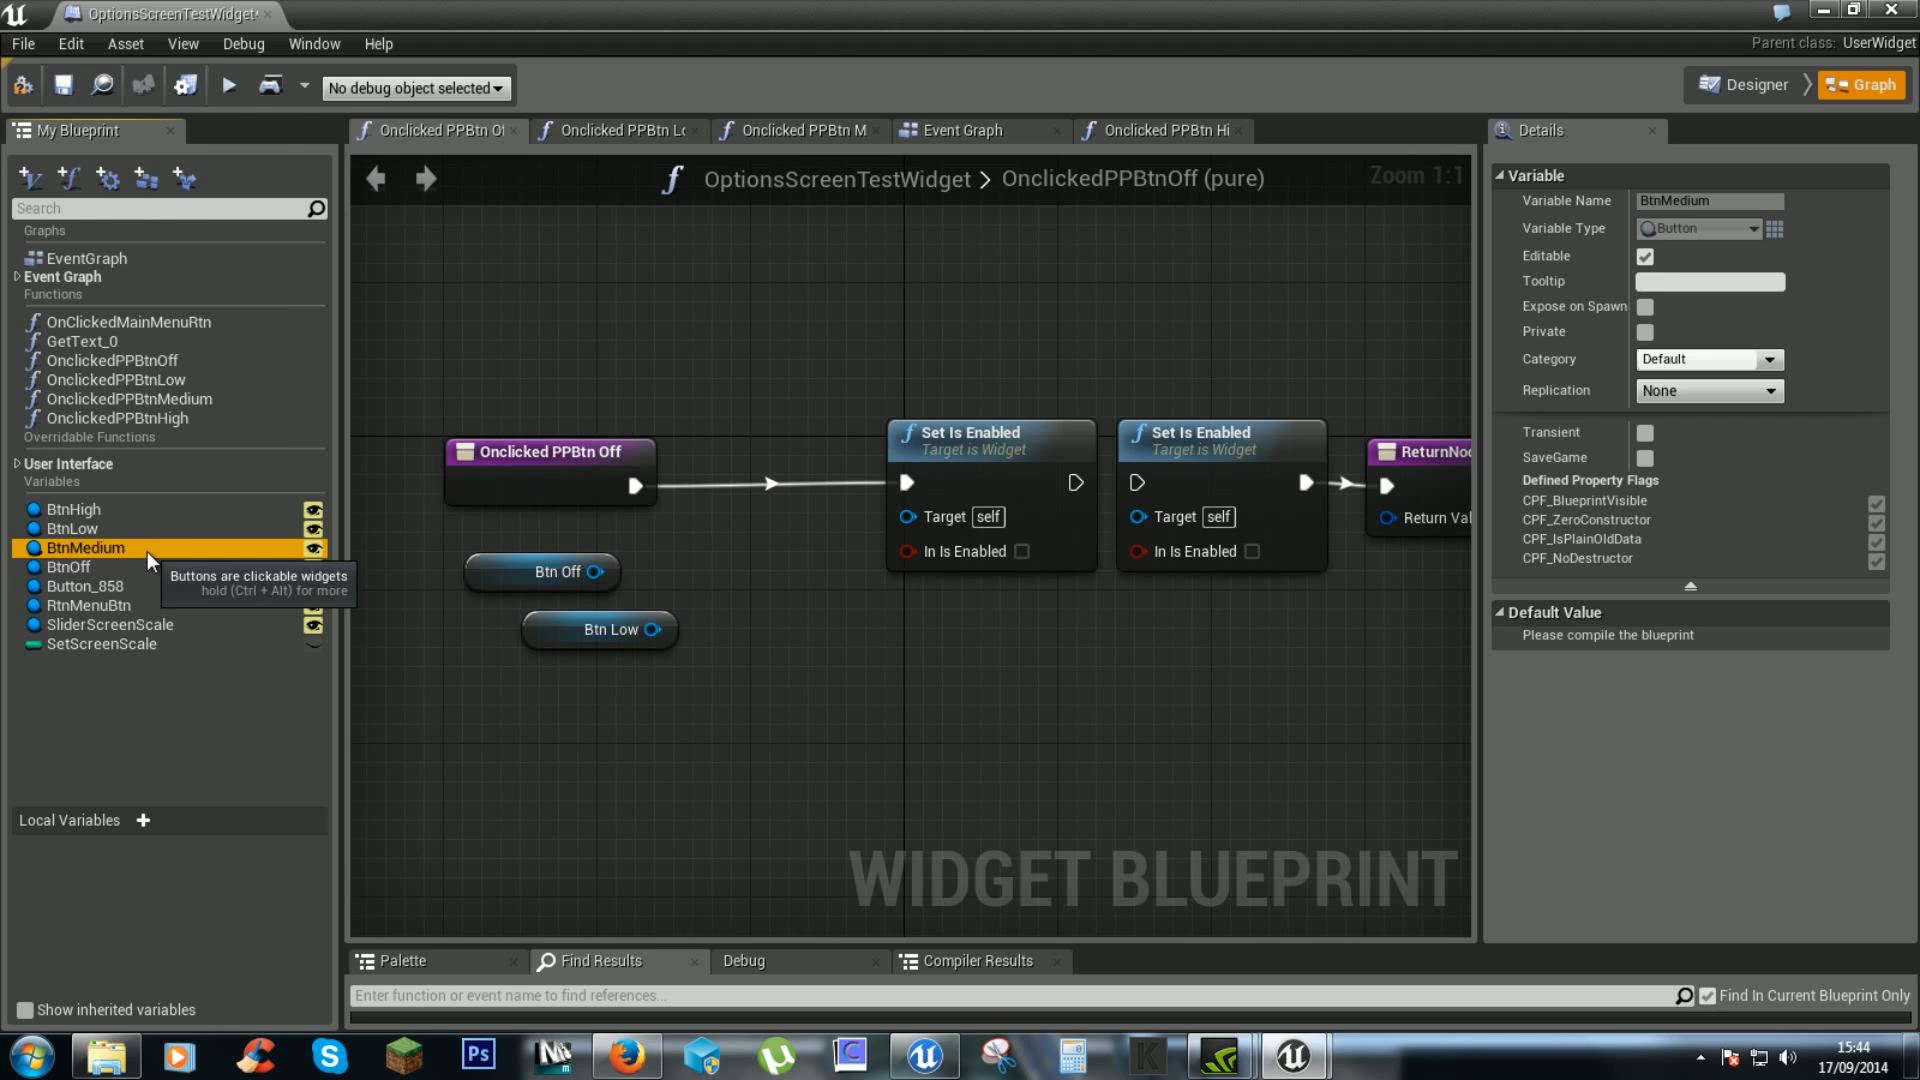 OptionsScreenTestWidget*
File Edit Asset View Debug Window Help
Parent class: UserWidget
No debug object selected
Designer
Graph
My Blueprint
Onclicked PPBtn Of
Onclicked PPBtn Lo
Onclicked PPBtn M
Event Graph
Onclicked PPBtn Hi
Details
OptionsScreenTestWidget > OnclickedPPBtnOff (pure)
Zoom 1:1
Search
Graphs
EventGraph
Event Graph
Functions
OnClickedMainMenuRtn
GetText_0
OnclickedPPBtnOff
OnclickedPPBtnLow
OnclickedPPBtnMedium
OnclickedPPBtnHigh
Overridable Functions
User Interface
Variables
BtnHigh
BtnLow
BtnMedium
BtnOff
Button_858
RtnMenuBtn
SliderScreenScale
SetScreenScale
Buttons are clickable widgets
hold (Ctrl + Alt) for more
Local Variables
Show inherited variables
Onclicked PPBtn Off
Btn Off
Btn Low
Set Is Enabled
Target is Widget
Target self
In Is Enabled
Set Is Enabled
Target is Widget
Target self
In Is Enabled
ReturnNod
Return Val
WIDGET BLUEPRINT
Variable
Variable Name BtnMedium
Variable Type Button
Editable
Tooltip
Expose on Spawn
Private
Category Default
Replication None
Transient
SaveGame
Defined Property Flags
CPF_BlueprintVisible
CPF_ZeroConstructor
CPF_IsPlainOldData
CPF_NoDestructor
Default Value
Please compile the blueprint
Palette
Find Results
Debug
Compiler Results
Enter function or event name to find references...
Find In Current Blueprint Only
Ps
15:44
17/09/2014